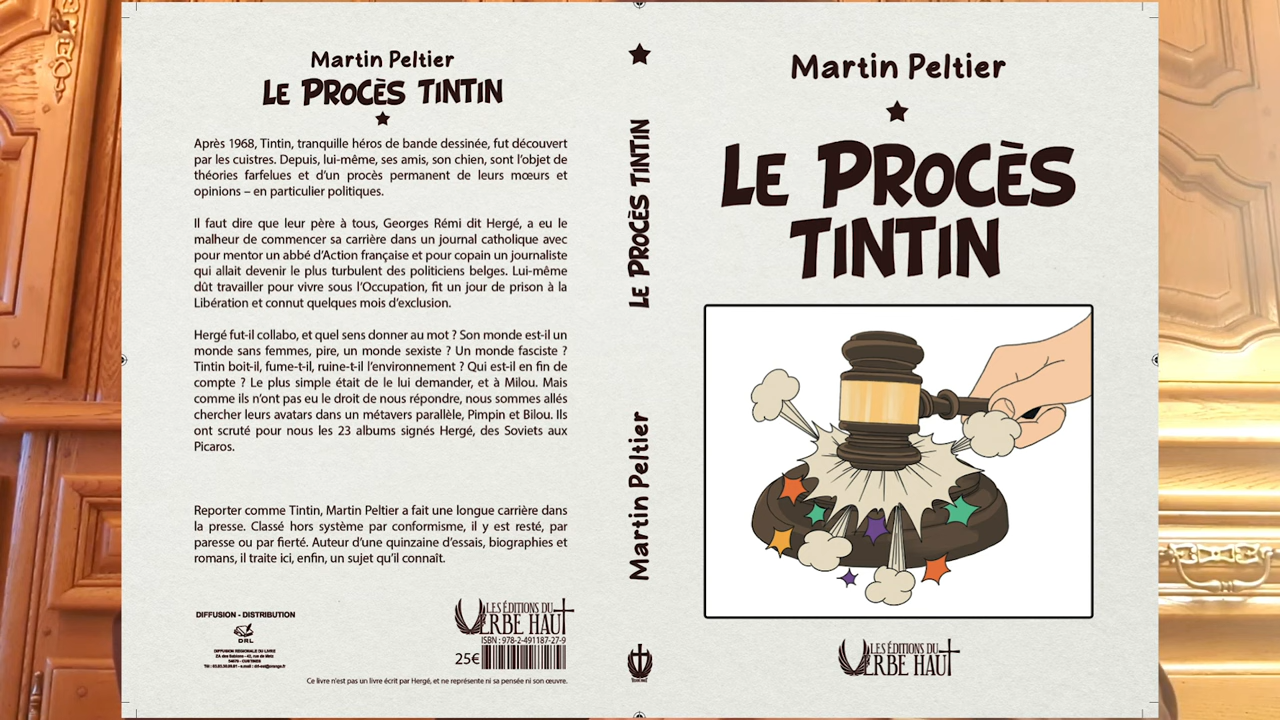 Martin Peltier
LE PROCÈS TINTIN
Après 1968, Tintin, tranquille héros de bande dessinée, fut découvert
par les cuistres. Depuis, lui-même, ses amis, son chien, sont l'objet de
théories farfelues et d'un procès permanent de leurs mœurs et
opinions – en particulier politiques.
Il faut dire que leur père à tous, Georges Rémi dit Hergé, a eu le
malheur de commencer sa carrière dans un journal catholique avec
pour mentor un abbé d'Action française et pour copain un journaliste
qui allait devenir le plus turbulent des politiciens belges. Lui-même
dût travailler pour vivre sous l'Occupation, fit un jour de prison à la
Libération et connut quelques mois d'exclusion.
Hergé fut-il collabo, et quel sens donner au mot ? Son monde est-il un
monde sans femmes, pire, un monde sexiste ? Un monde fasciste ?
Tintin boit-il, fume-t-il, ruine-t-il l'environnement ? Qui est-il en fin de
compte ? Le plus simple était de le lui demander, et à Milou. Mais
comme ils n'ont pas eu le droit de nous répondre, nous sommes allés
chercher leurs avatars dans un métavers parallèle, Pimpin et Bilou. Ils
ont scruté pour nous les 23 albums signés Hergé, des Soviets aux
Picaros.
Reporter comme Tintin, Martin Peltier a fait une longue carrière dans
la presse. Classé hors système par conformisme, il y est resté, par
paresse ou par fierté. Auteur d'une quinzaine d'essais, biographies et
romans, il traite ici, enfin, un sujet qu'il connaît.
DIFFUSION - DISTRIBUTION
DRL
DIFFUSION REGIONALE DU LIVRE
LES ÉDITIONS DU
VERBE HAUT
ISBN : 978-2-491187-27-9
25€
Ce livre n'est pas un livre écrit par Hergé, et ne représente ni sa pensée ni son œuvre.
LE PROCÈS TINTIN
Martin Peltier
Martin Peltier
LE PROCÈS
TINTIN
LES ÉDITIONS DU
VERBE HAUT